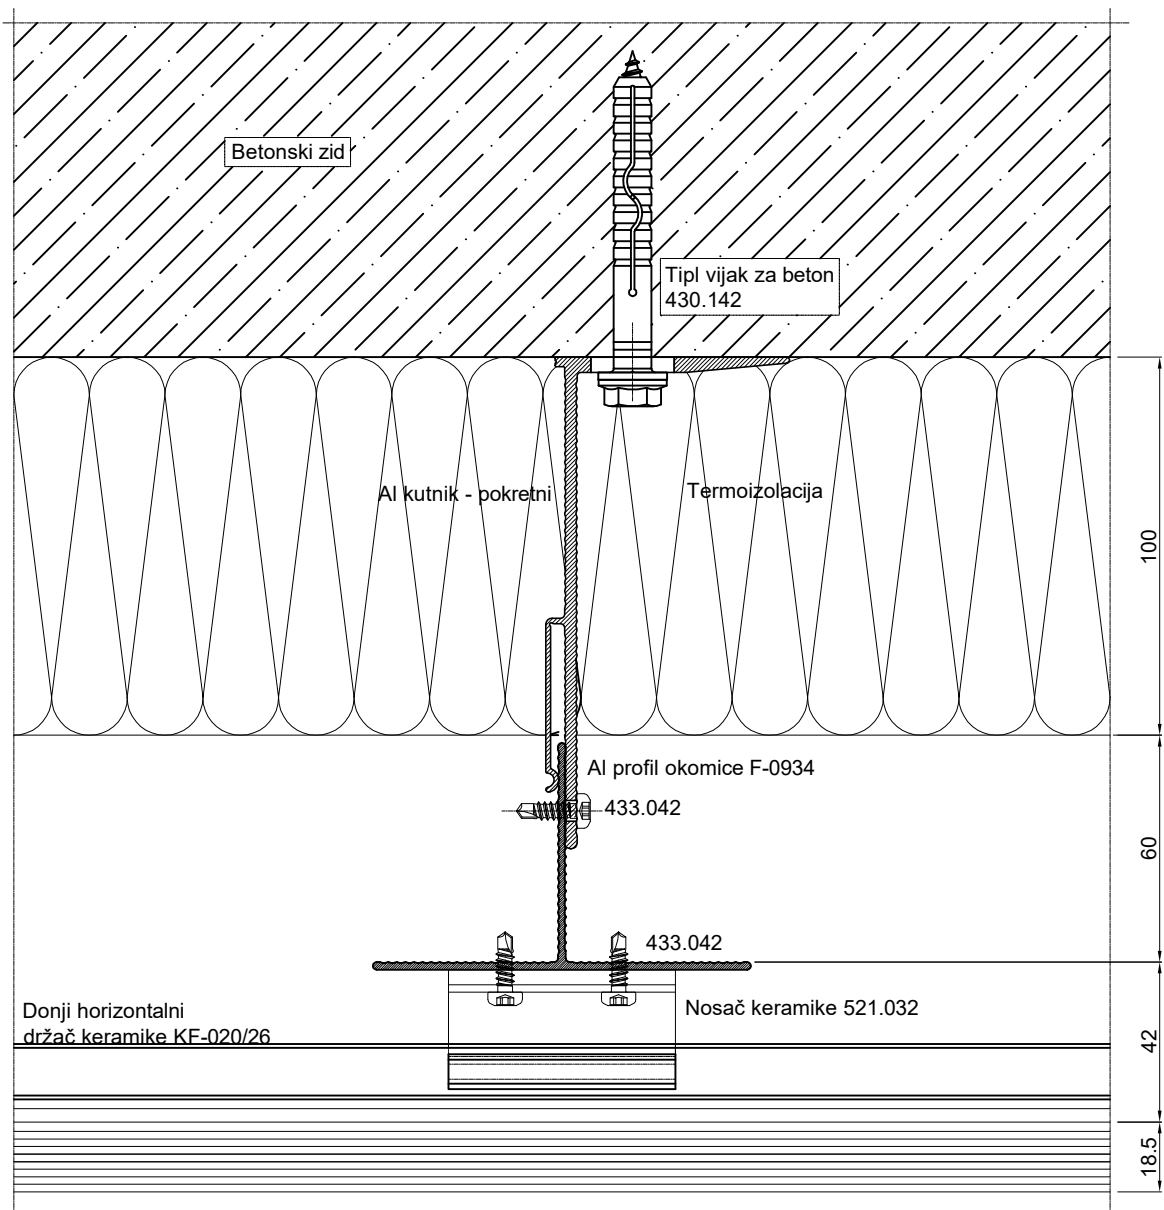 Betonski zid
Tipl vijak za beton
430.142
Al kutnik - pokretni
Termoizolacija
100
Al profil okomice F-0934
433.042
60
433.042
Nosač keramike 521.032
Donji horizontalni
držač keramike KF-020/26
42
18.5